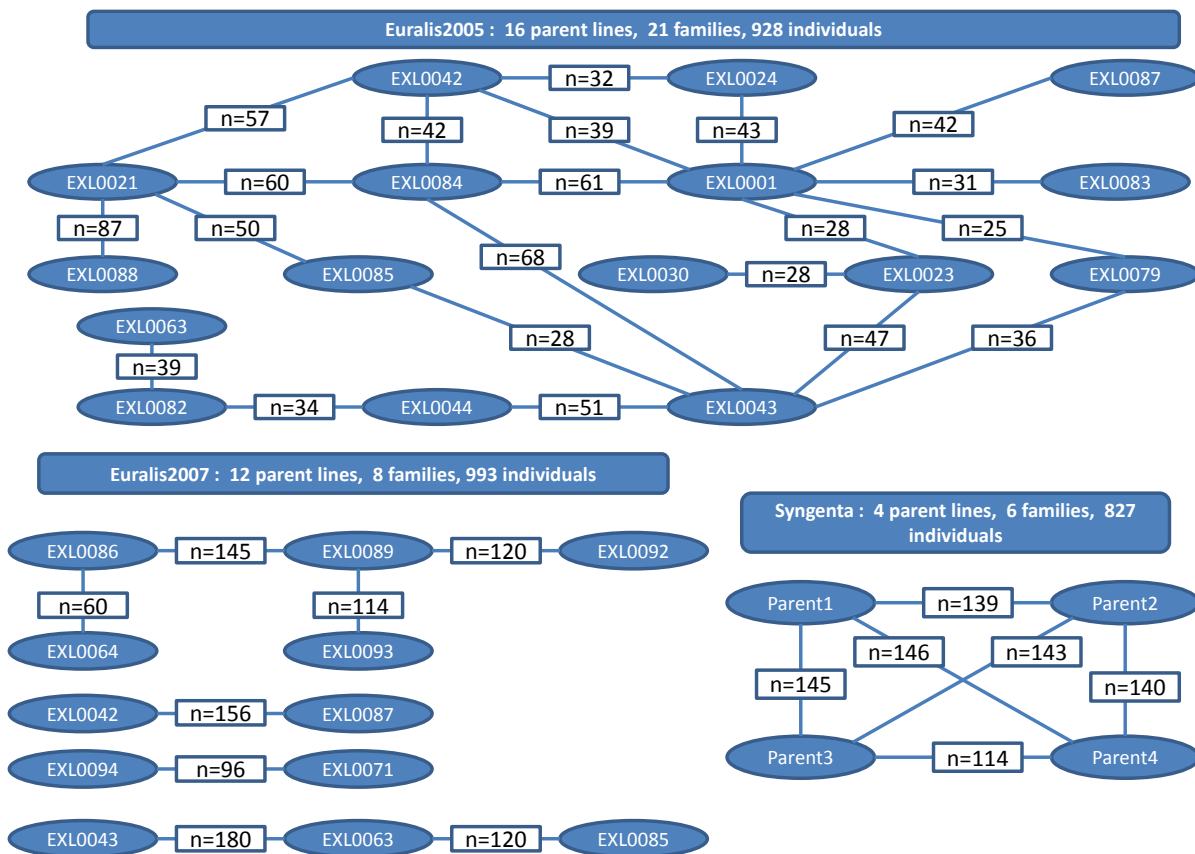 Euralis2005 : 16 parent lines, 21 families, 928 individuals
EXL0042 n=32 EXL0024 EXL0087
n=57 n=42 n=39 n=43 n=42
EXL0021 n=60 EXL0084 n=61 EXL0001 n=31 EXL0083
n=87 n=50 n=68 n=28 n=25
EXL0088 EXL0085 EXL0030 n=28 EXL0023 EXL0079
EXL0063
n=39 n=28 n=47 n=36
EXL0082 n=34 EXL0044 n=51 EXL0043
Euralis2007 : 12 parent lines, 8 families, 993 individuals
EXL0086 n=145 EXL0089 n=120 EXL0092
n=60 n=114
EXL0064 EXL0093
EXL0042 n=156 EXL0087
EXL0094 n=96 EXL0071
EXL0043 n=180 EXL0063 n=120 EXL0085
Syngenta : 4 parent lines, 6 families, 827
individuals
Parent1 n=139 Parent2
n=146 n=143
n=145 n=140
Parent3 n=114 Parent4